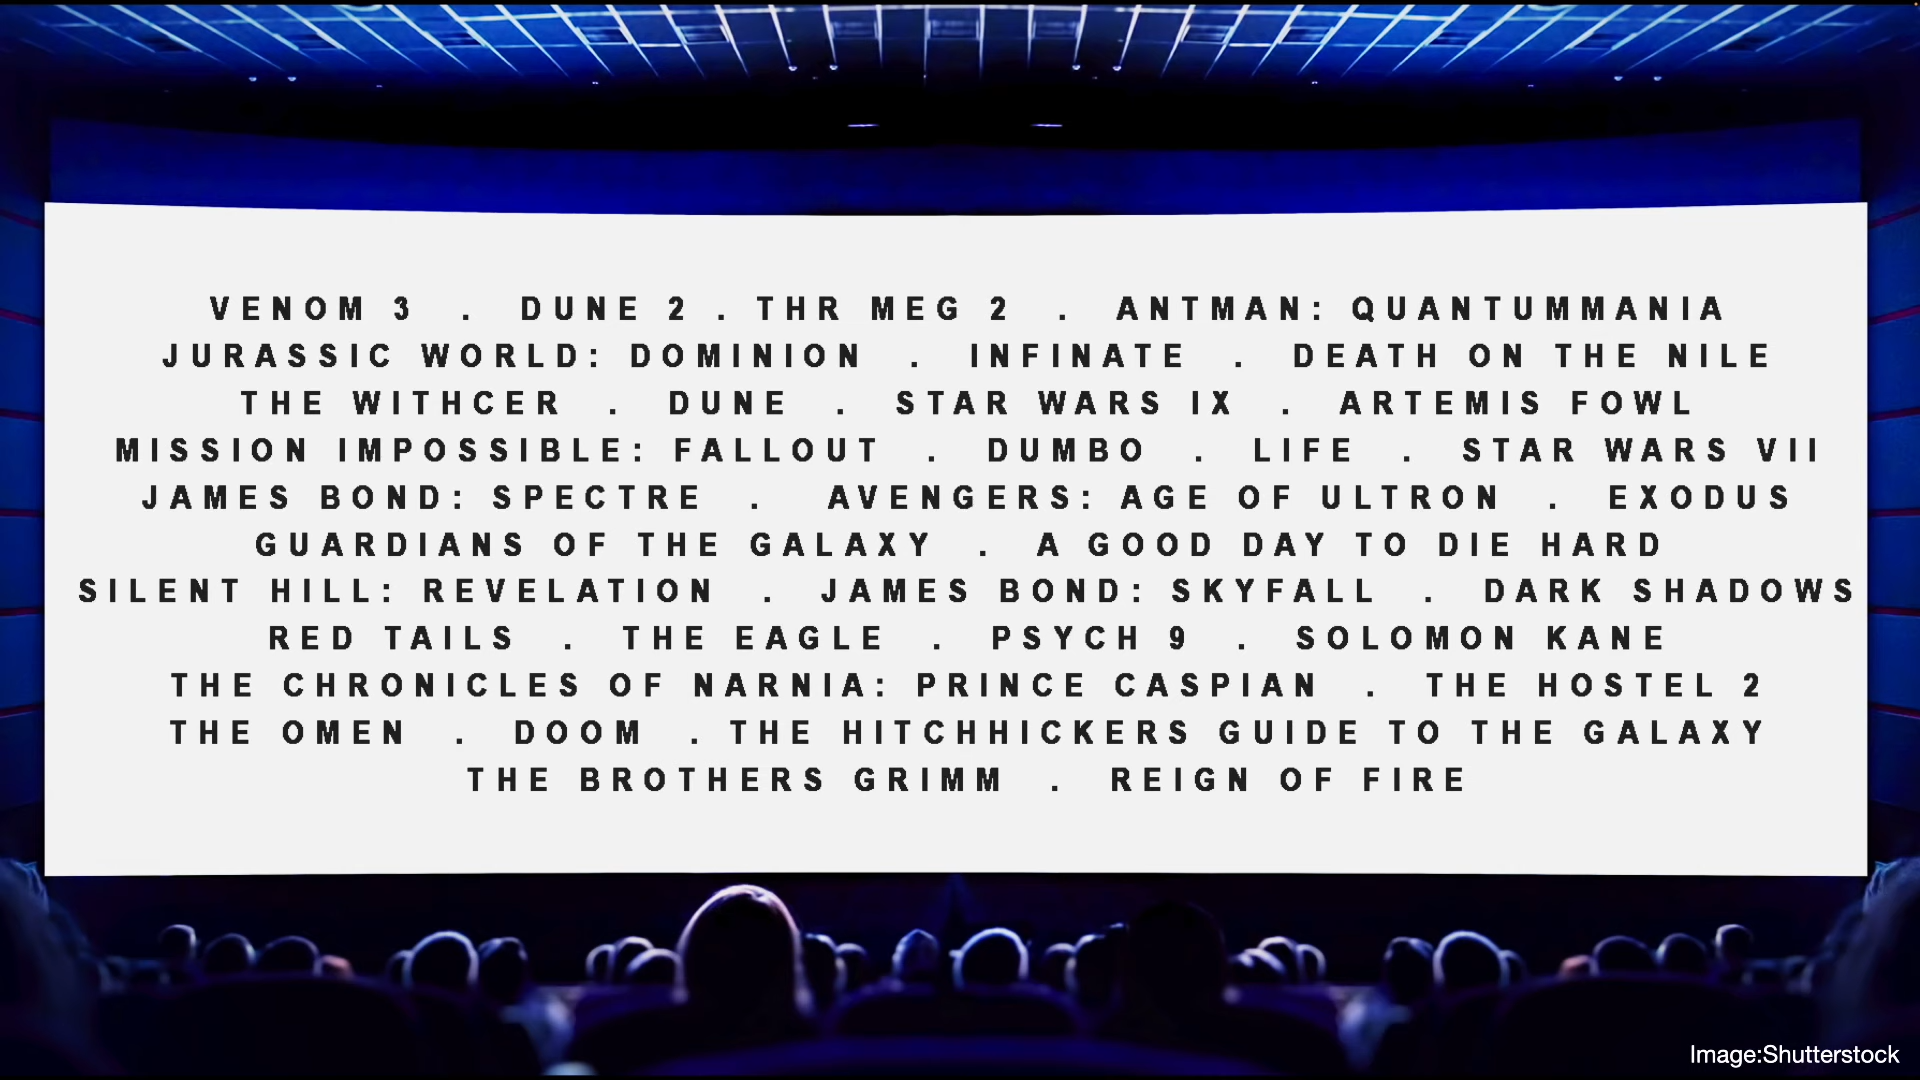 VENOM 3 . DUNE 2 . THR MEG 2 . ANTMAN: QUANTUMMANIA
JURASSIC WORLD: DOMINION . INFINATE . DEATH ON THE NILE
THE WITHCER . DUNE . STAR WARS IX . ARTEMIS FOWL
MISSION IMPOSSIBLE: FALLOUT . DUMBO . LIFE . STAR WARS VII
JAMES BOND: SPECTRE . AVENGERS: AGE OF ULTRON . EXODUS
GUARDIANS OF THE GALAXY . A GOOD DAY TO DIE HARD
SILENT HILL: REVELATION . JAMES BOND: SKYFALL . DARK SHADOWS
RED TAILS . THE EAGLE . PSYCH 9 . SOLOMON KANE
THE CHRONICLES OF NARNIA: PRINCE CASPIAN . THE HOSTEL 2
THE OMEN . DOOM . THE HITCHHICKERS GUIDE TO THE GALAXY
THE BROTHERS GRIMM . REIGN OF FIRE
Image:Shutterstock